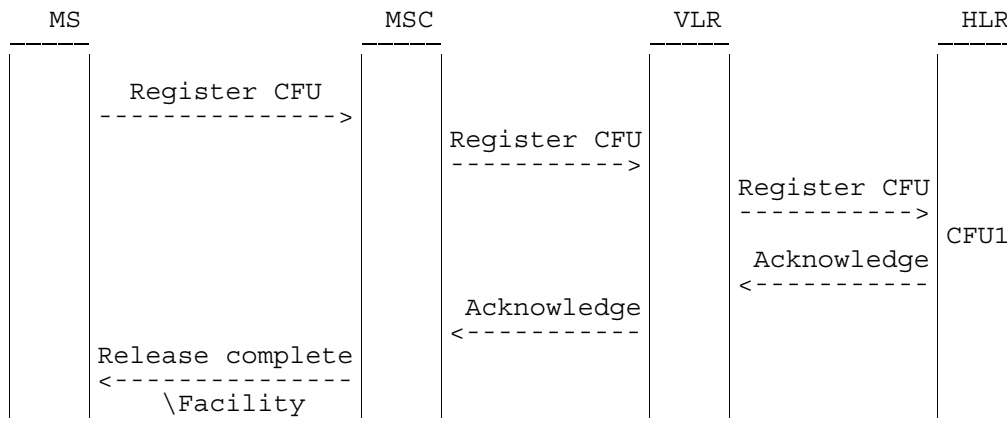 MS MSC VLR HLR
Register CFU
Register CFU
Register CFU
CFU1
Acknowledge
Acknowledge
Release complete
\Facility